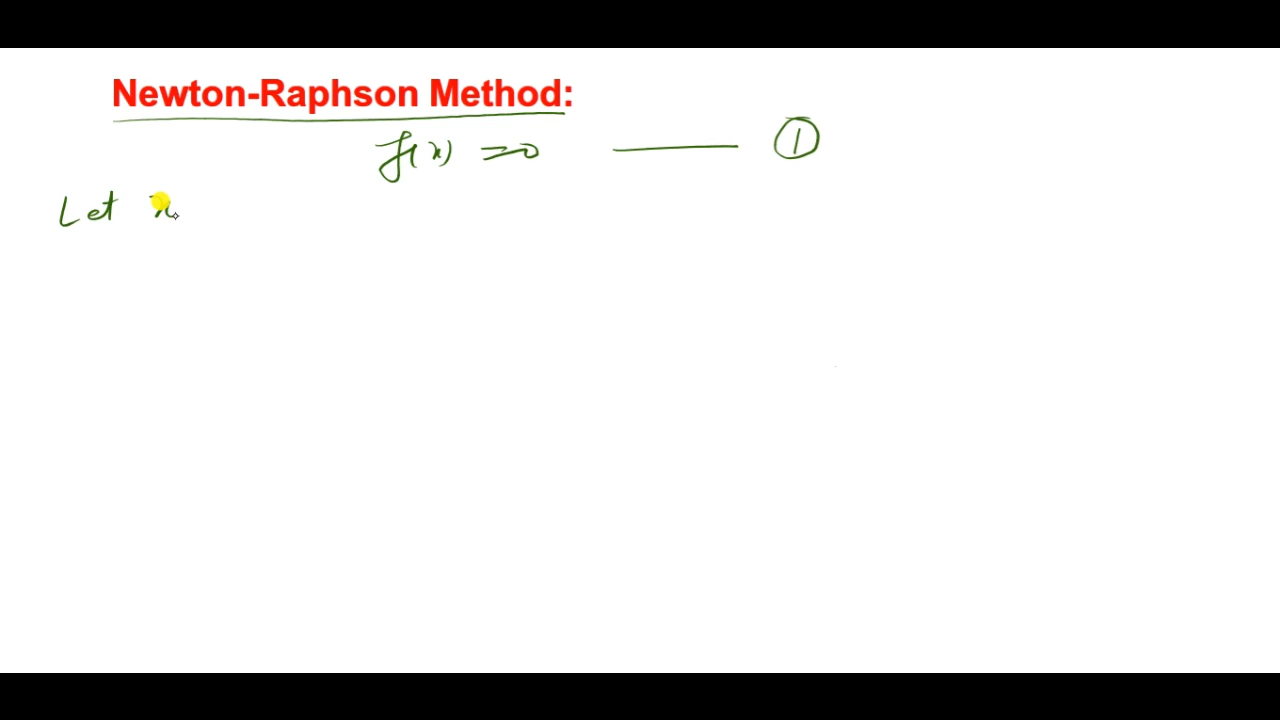 Newton-Raphson Method:
f(x) = 0 ——— ①
Let x